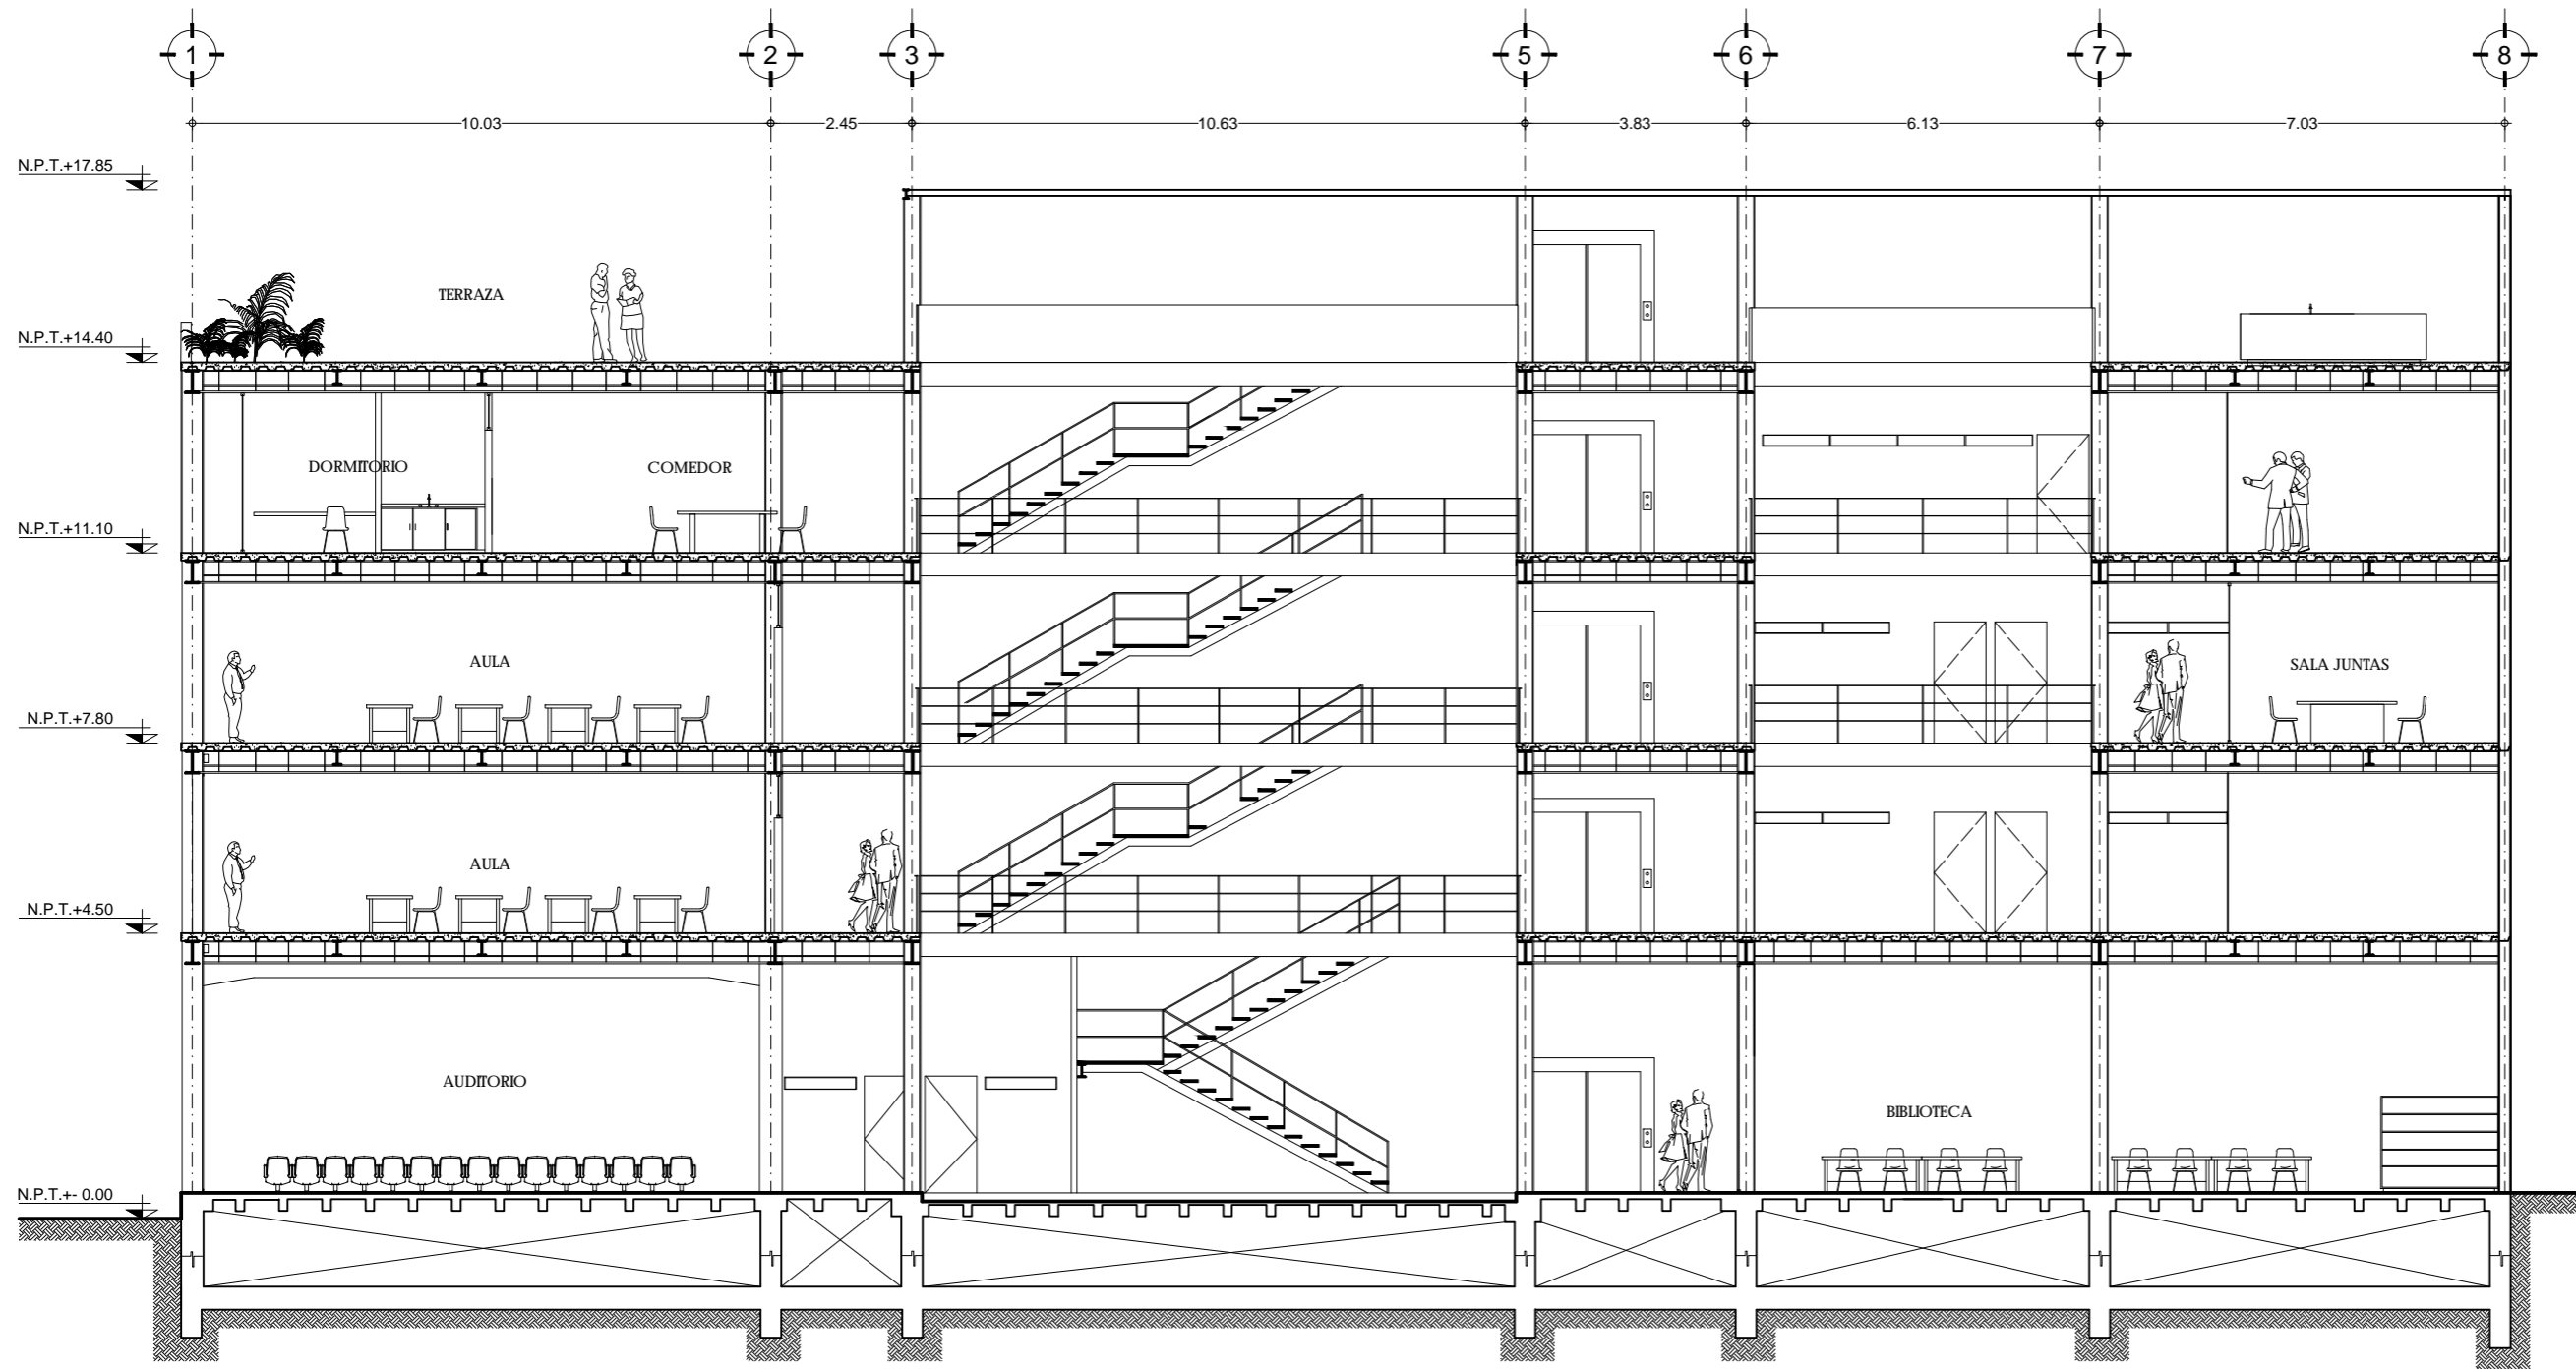 1 2 3 5 6 7 8
10.03 2.45 10.63 3.83 6.13 7.03
N.P.T.+17.85
TERRAZA
N.P.T.+14.40
DORMITORIO COMEDOR
N.P.T.+11.10
AULA SALA JUNTAS
N.P.T.+7.80
AULA
N.P.T.+4.50
AUDITORIO
BIBLIOTECA
N.P.T.+- 0.00